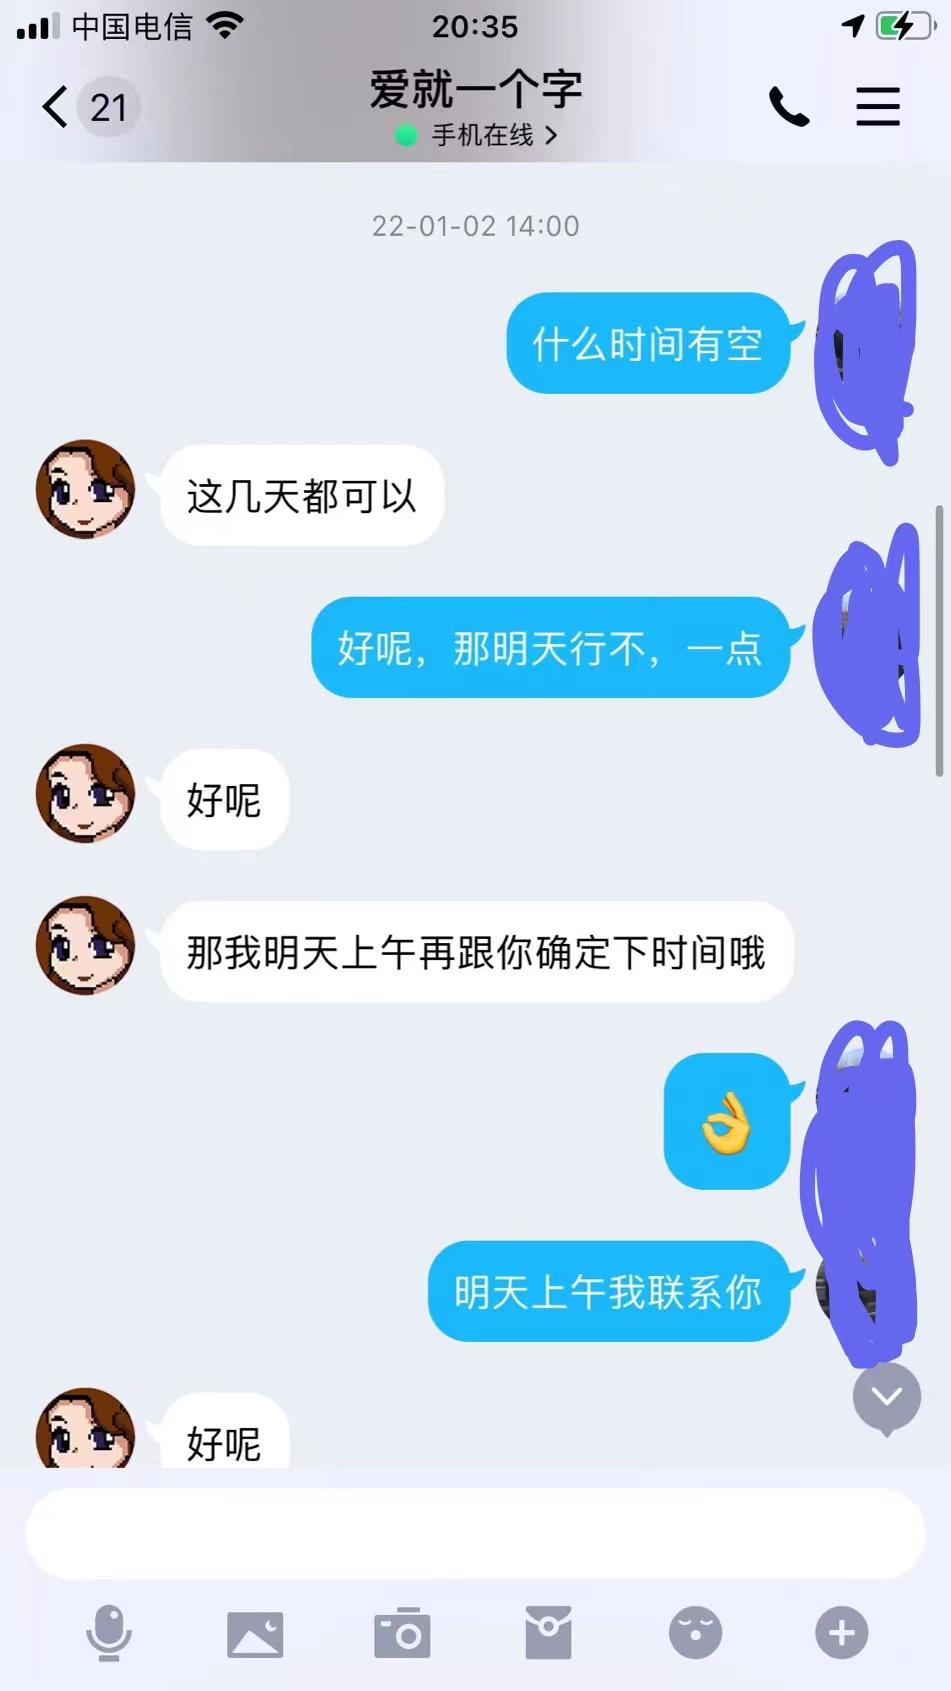 中国电信
20:35
21
爱就一个字
手机在线
22-01-02 14:00
什么时间有空
这几天都可以
好呢，那明天行不，一点
好呢
那我明天上午再跟你确定下时间哦
👌
明天上午我联系你
好呢